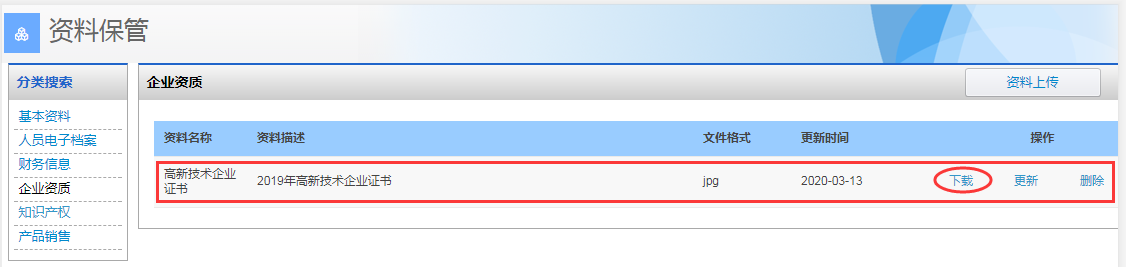 资料保管
分类搜索
基本资料
人员电子档案
财务信息
企业资质
知识产权
产品销售
企业资质
资料上传
资料名称 资料描述 文件格式 更新时间 操作
高新技术企业
证书
2019年高新技术企业证书 jpg 2020-03-13 下载 更新 删除